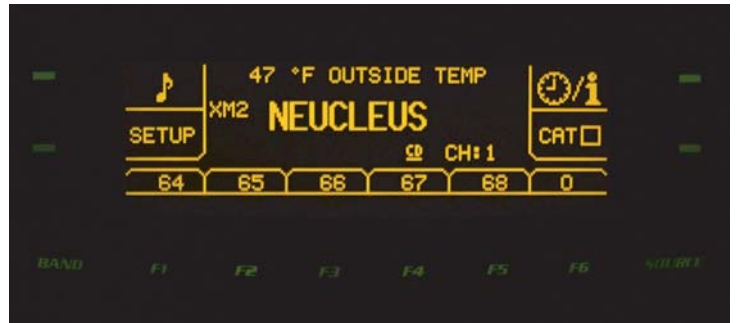 47 °F OUTSIDE TEMP
XM2 NEUCLEUS
SETUP
CAT
CD CH:1
64 65 66 67 68 0
BAND F1 F2 F3 F4 F5 F6 SOURCE